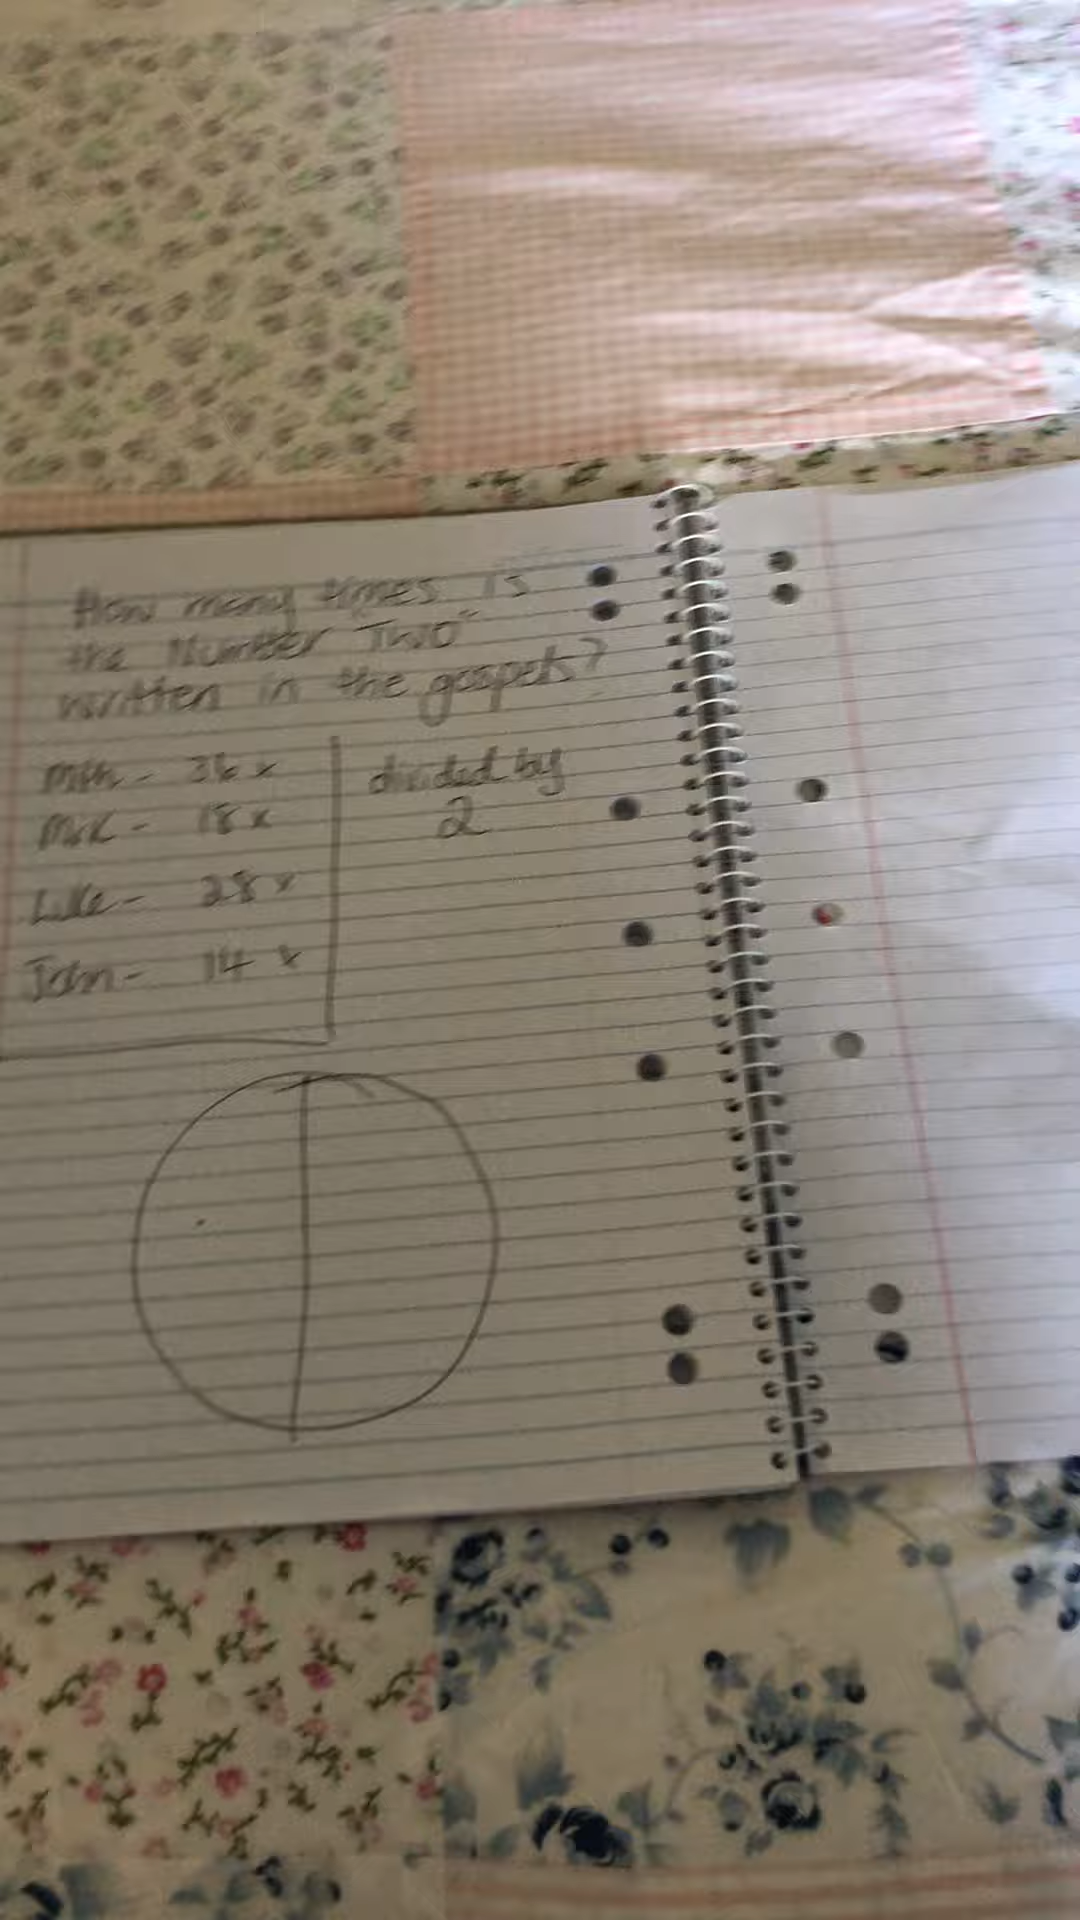 How many times is
the Number "Two"
written in the gospels?
Mth - 36 x
Mrk - 18 x
Luke - 28 x
John - 14 x
divided by
2